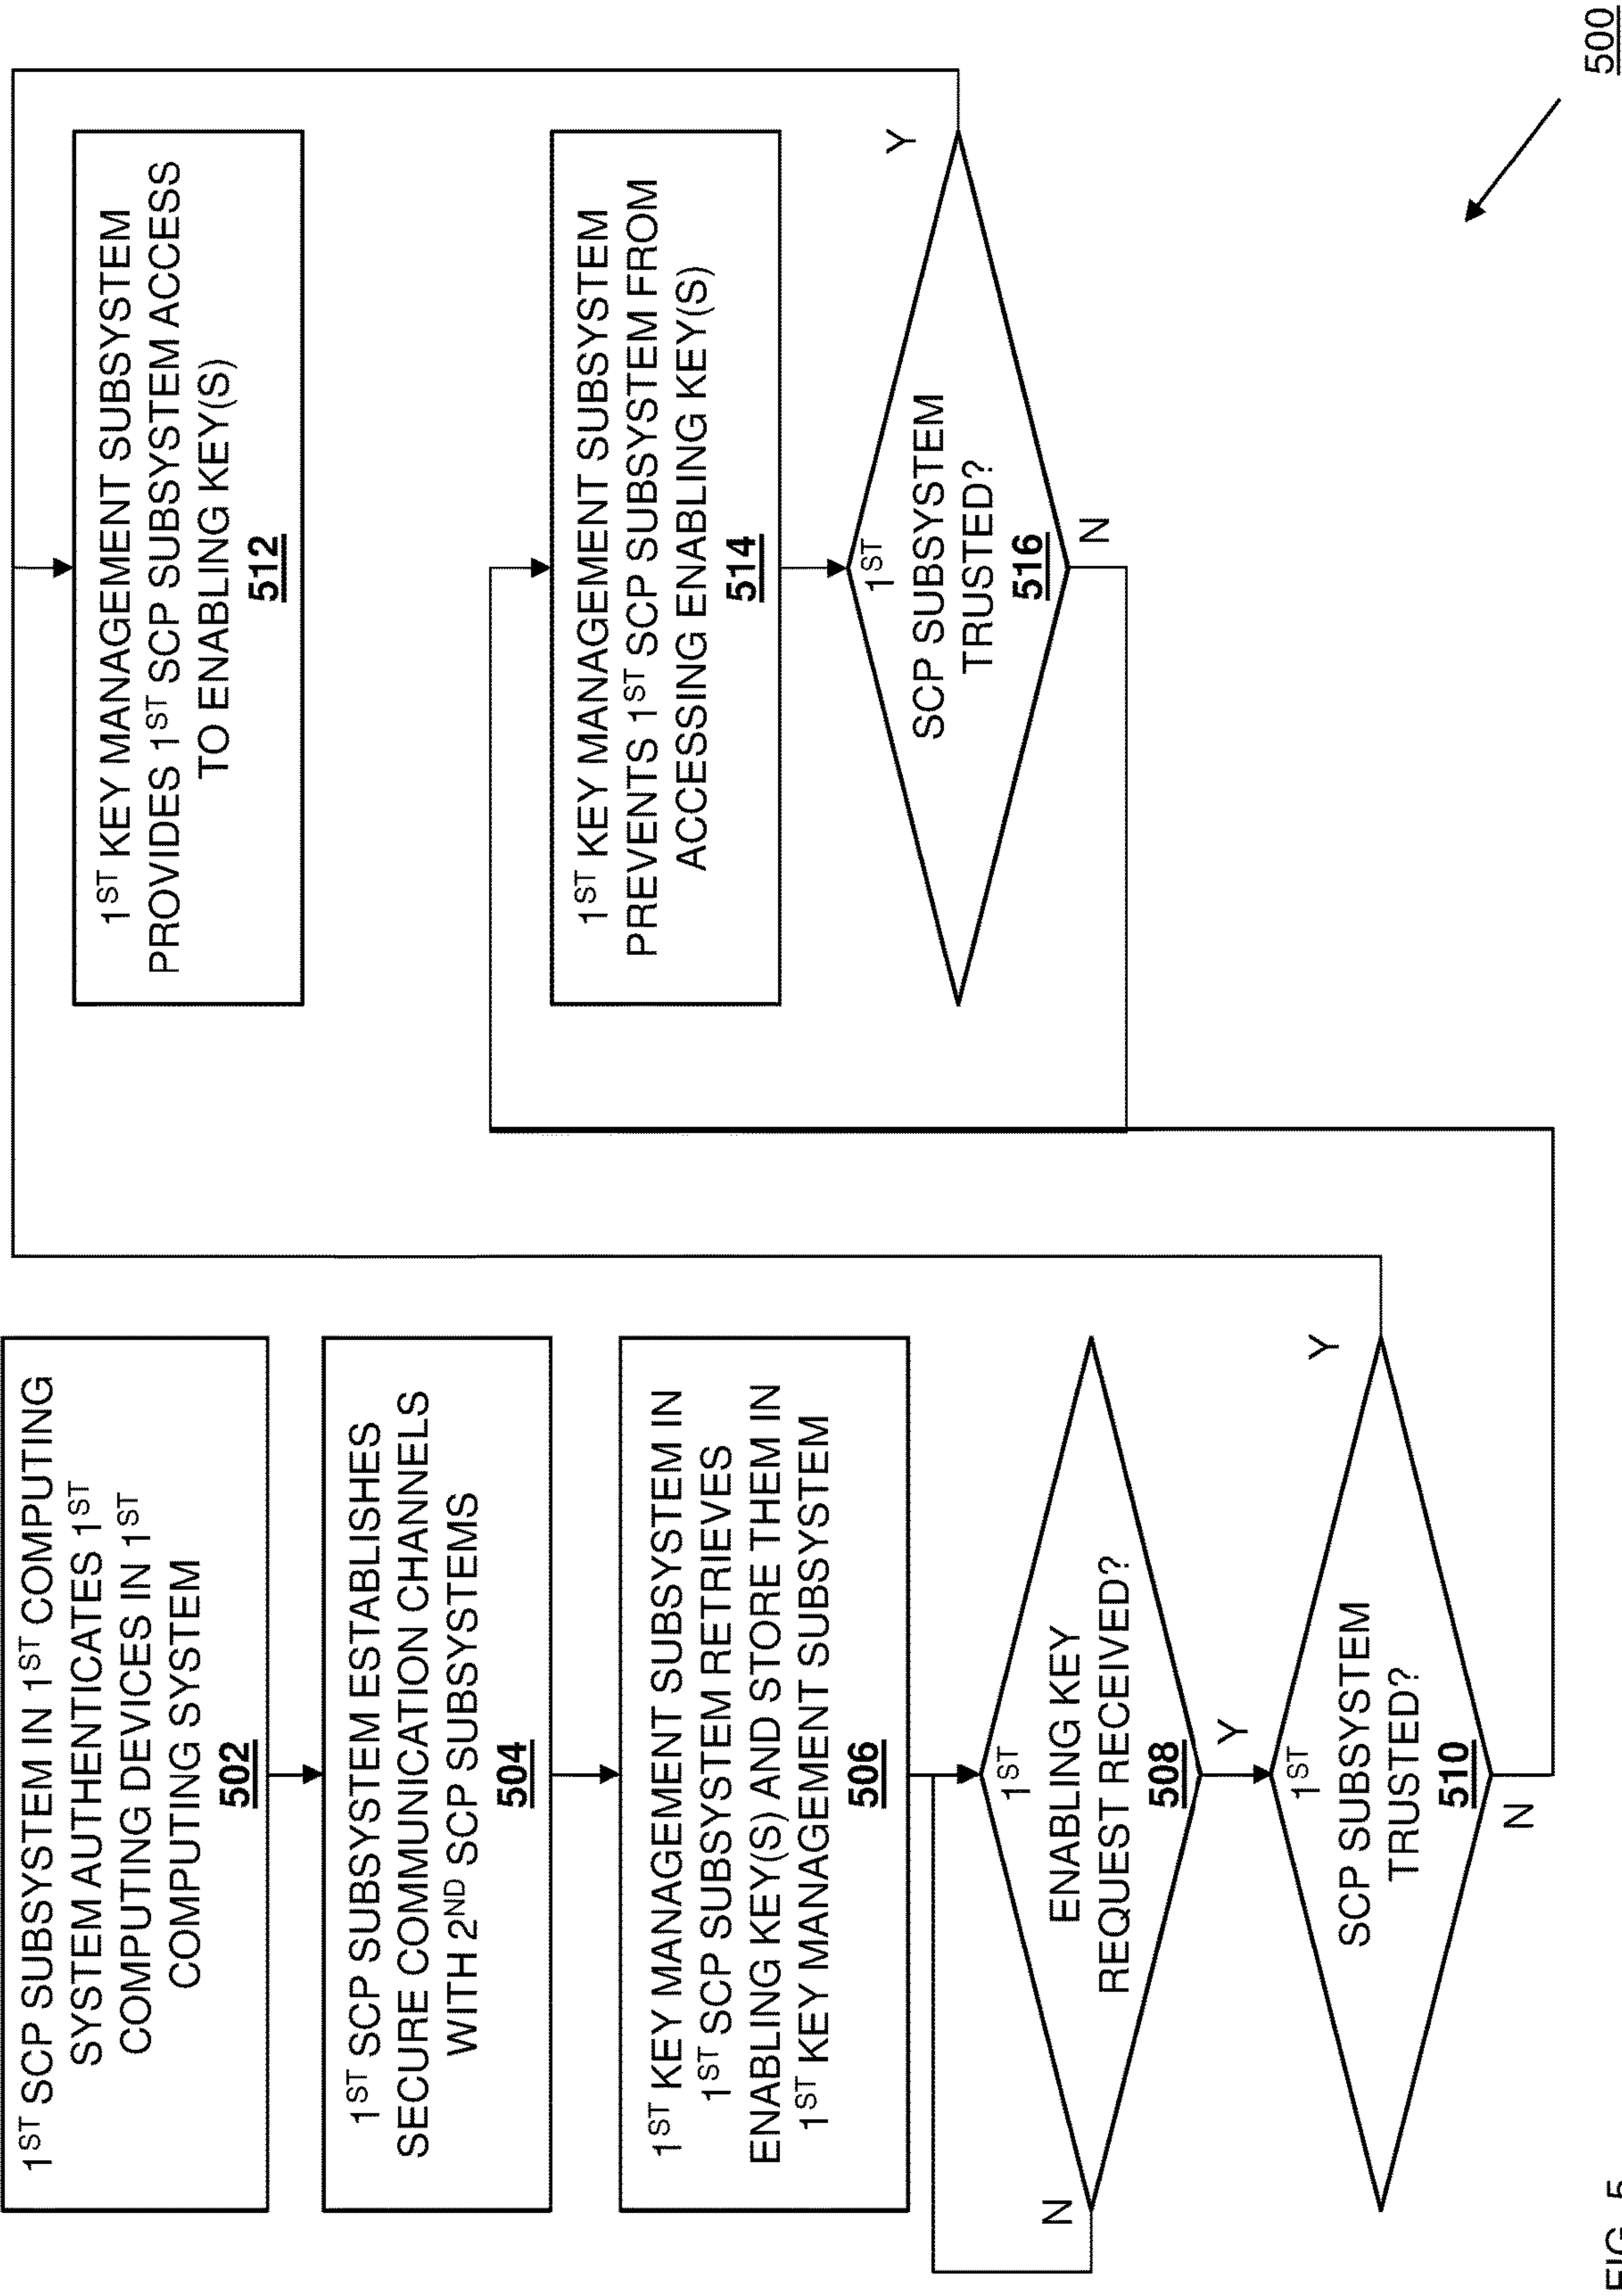 1ST SCP SUBSYSTEM IN 1ST COMPUTING
SYSTEM AUTHENTICATES 1ST
COMPUTING DEVICES IN 1ST
COMPUTING SYSTEM
502
1ST SCP SUBSYSTEM ESTABLISHES
SECURE COMMUNICATION CHANNELS
WITH 2ND SCP SUBSYSTEMS
504
1ST KEY MANAGEMENT SUBSYSTEM IN
1ST SCP SUBSYSTEM RETRIEVES
ENABLING KEY(S) AND STORE THEM IN
1ST KEY MANAGEMENT SUBSYSTEM
506
1ST
ENABLING KEY
REQUEST RECEIVED?
508
N
Y
1ST
SCP SUBSYSTEM
TRUSTED?
510
Y
N
1ST KEY MANAGEMENT SUBSYSTEM
PROVIDES 1ST SCP SUBSYSTEM ACCESS
TO ENABLING KEY(S)
512
1ST KEY MANAGEMENT SUBSYSTEM
PREVENTS 1ST SCP SUBSYSTEM FROM
ACCESSING ENABLING KEY(S)
514
1ST
SCP SUBSYSTEM
TRUSTED?
516
Y
N
500
FIG. 5